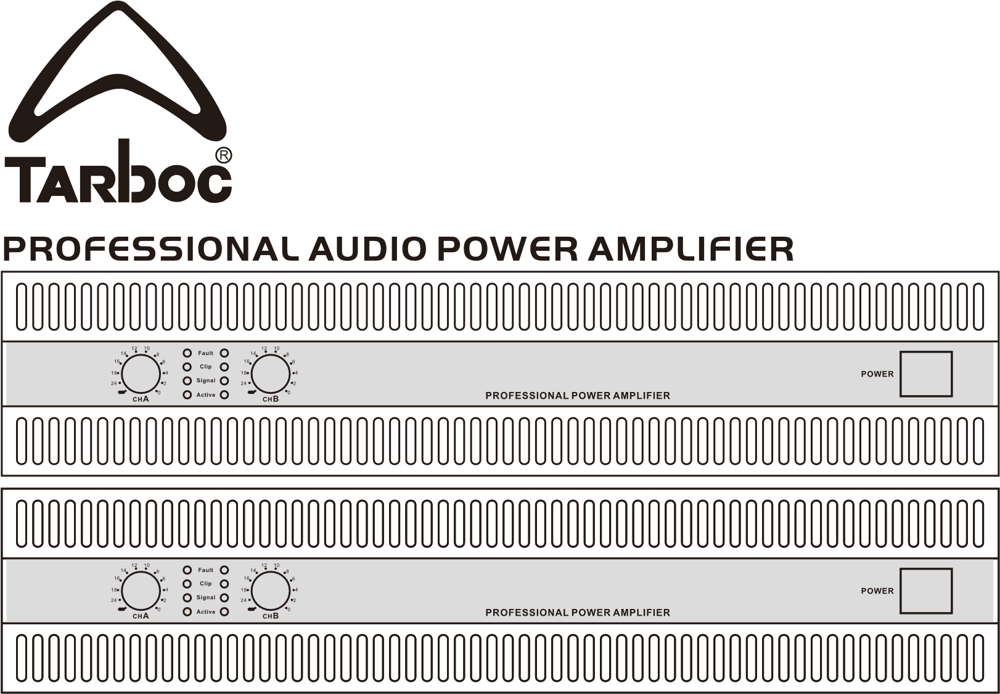 TARBOC®
PROFESSIONAL AUDIO POWER AMPLIFIER
12 10
14 8
16 6
18 4
24 2
∞ 0
CHA
Fault
Clip
Signal
Active
12 10
14 8
16 6
18 4
24 2
∞ 0
CHB
PROFESSIONAL POWER AMPLIFIER
POWER
12 10
14 8
16 6
18 4
24 2
∞ 0
CHA
Fault
Clip
Signal
Active
12 10
14 8
16 6
18 4
24 2
∞ 0
CHB
PROFESSIONAL POWER AMPLIFIER
POWER